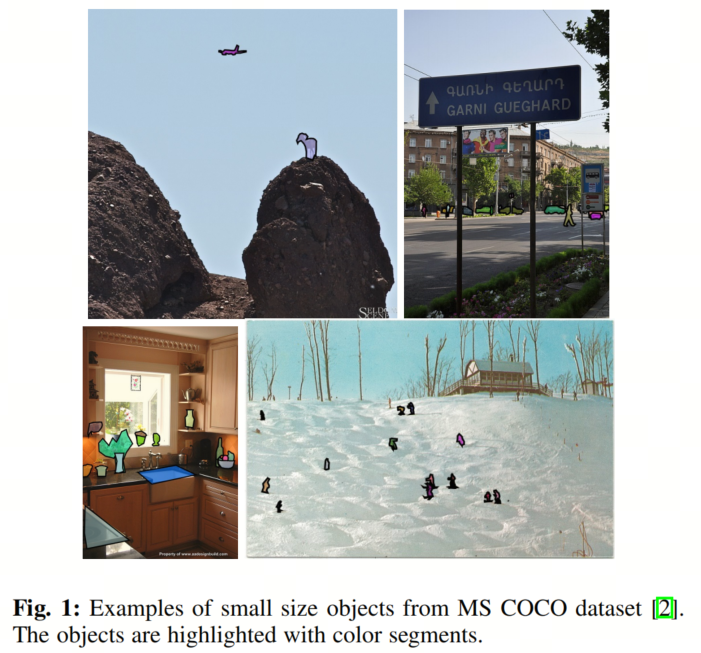 ԳԱՌՆԻ ԳԵՂԱՐԴ
GARNI GUEGHARD
Property of www.eadesignbuild.com
Fig. 1: Examples of small size objects from MS COCO dataset [2].
The objects are highlighted with color segments.